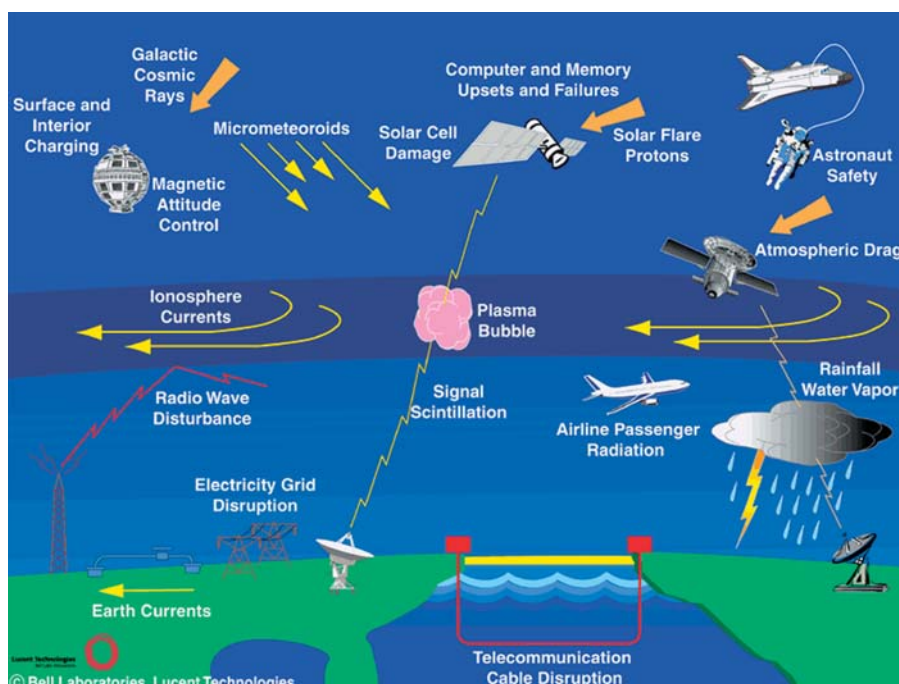 Galactic
Cosmic
Rays
Surface and
Interior
Charging
Micrometeoroids
Magnetic
Attitude
Control
Computer and Memory
Upsets and Failures
Solar Cell
Damage
Solar Flare
Protons
Astronaut
Safety
Atmospheric Drag
Ionosphere
Currents
Plasma
Bubble
Radio Wave
Disturbance
Signal
Scintillation
Airline Passenger
Radiation
Rainfall
Water Vapor
Electricity Grid
Disruption
Earth Currents
Telecommunication
Cable Disruption
Lucent Technologies
© Bell Laboratories, Lucent Technologies